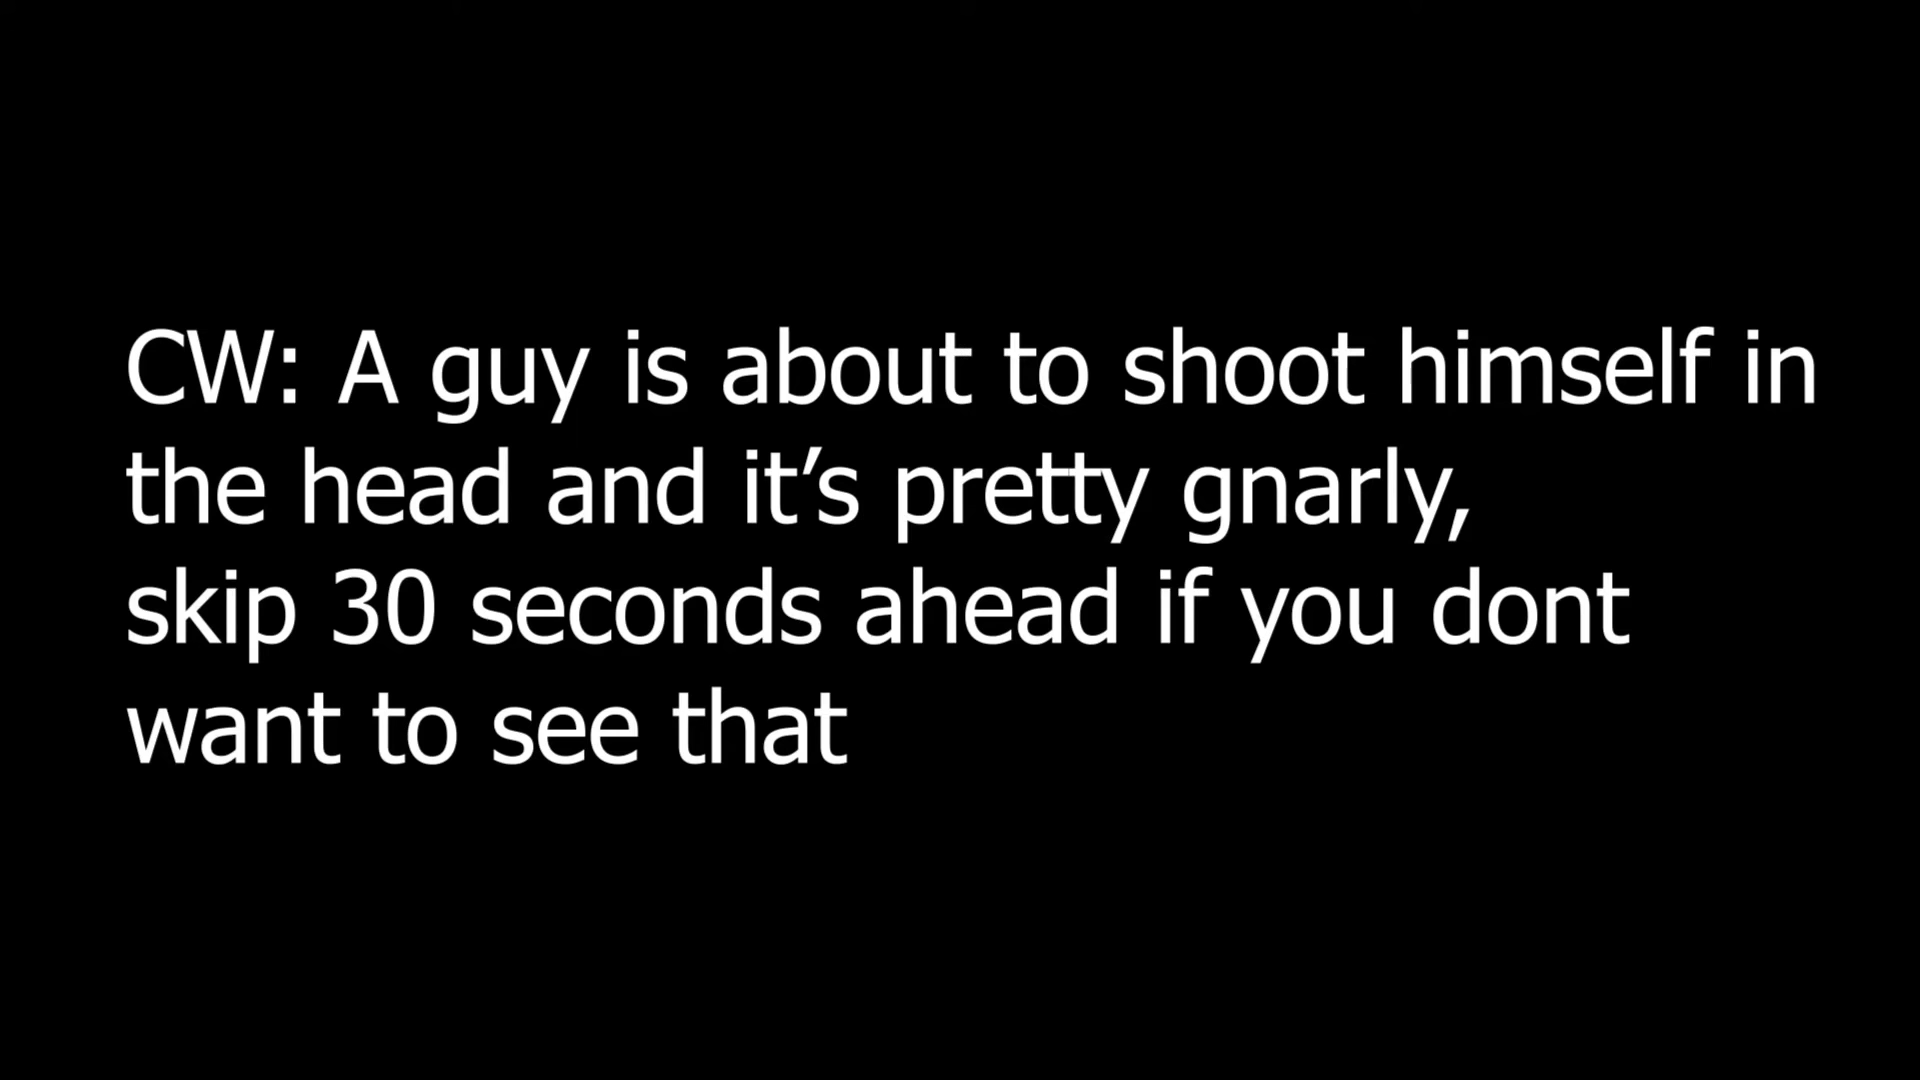 CW: A guy is about to shoot himself in
the head and it’s pretty gnarly,
skip 30 seconds ahead if you dont
want to see that